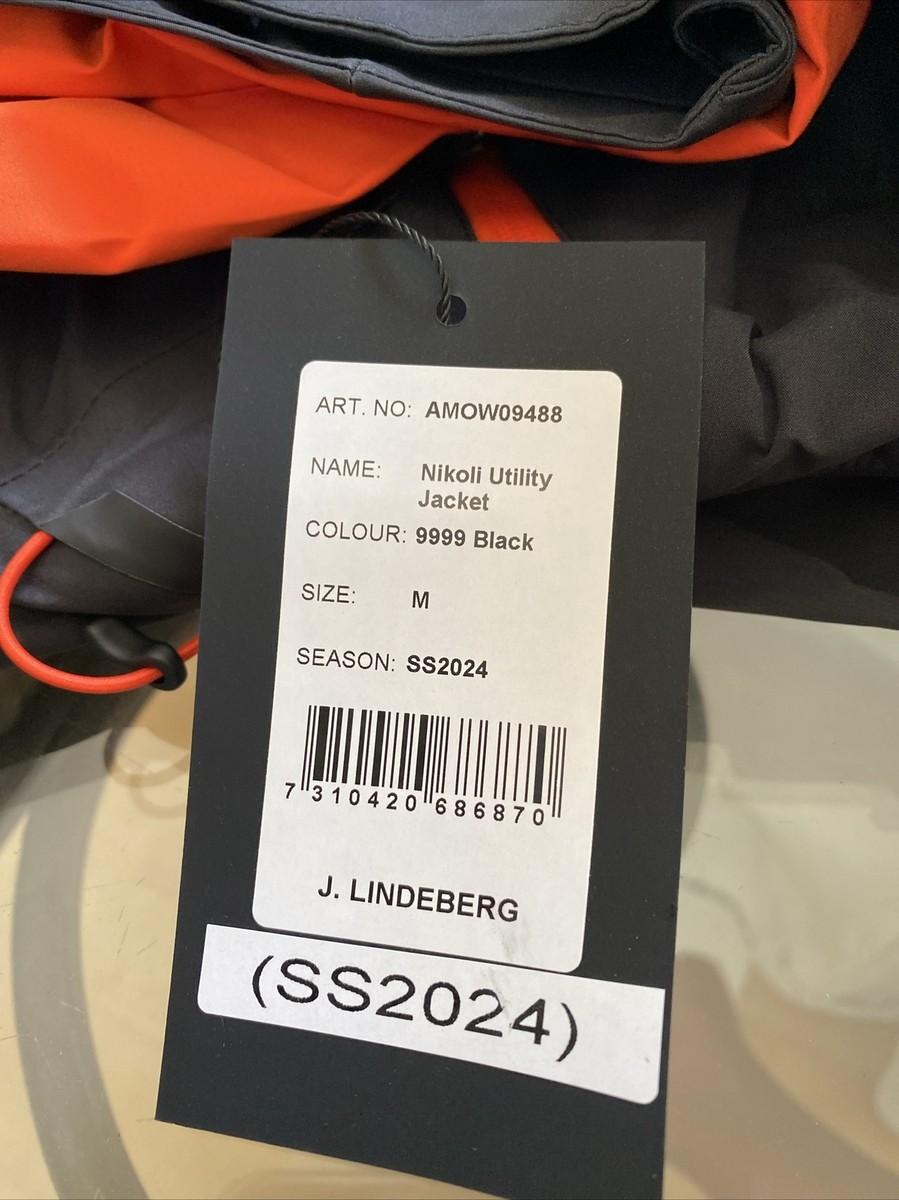 ART. NO: AMOW09488
NAME: Nikoli Utility
Jacket
COLOUR: 9999 Black
SIZE: M
SEASON: SS2024
7 310420 686870
J. LINDEBERG
(SS2024)